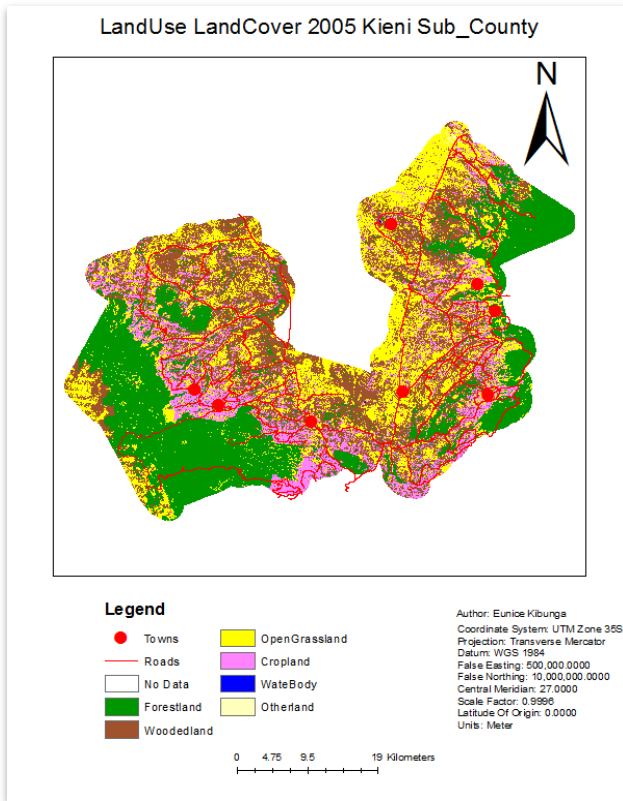 LandUse LandCover 2005 Kieni Sub_County
N
Legend
Towns
Roads
No Data
Forestland
Woodedland
OpenGrassland
Cropland
WateBody
Otherland
Author: Eunice Kibunga
Coordinate System: UTM Zone 35S
Projection: Transverse Mercator
Datum: WGS 1984
False Easting: 500,000.0000
False Northing: 10,000,000.0000
Central Meridian: 27.0000
Scale Factor: 0.9996
Latitude Of Origin: 0.0000
Units: Meter
0 4.75 9.5 19 Kilometers